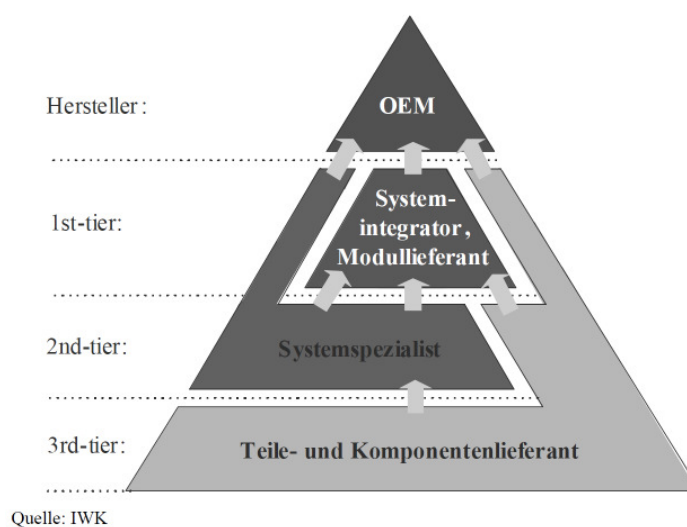 Hersteller:
OEM
1st-tier:
System-
integrator,
Modullieferant
2nd-tier:
Systemspezialist
3rd-tier:
Teile- und Komponentenlieferant
Quelle: IWK